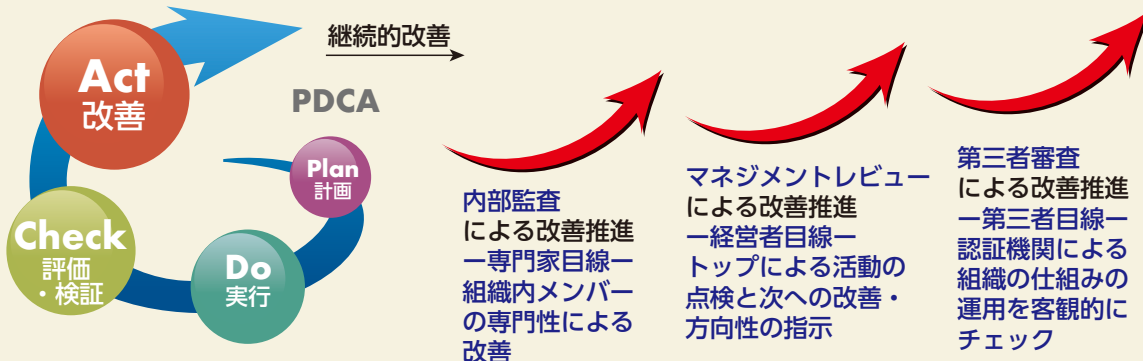 Act
改善
継続的改善
PDCA
Plan
計画
Check
評価
・検証
Do
実行
内部監査
による改善推進
ー専門家目線ー
組織内メンバー
の専門性による
改善
マネジメントレビュー
による改善推進
ー経営者目線ー
トップによる活動の
点検と次への改善・
方向性の指示
第三者審査
による改善推進
ー第三者目線ー
認証機関による
組織の仕組みの
運用を客観的に
チェック